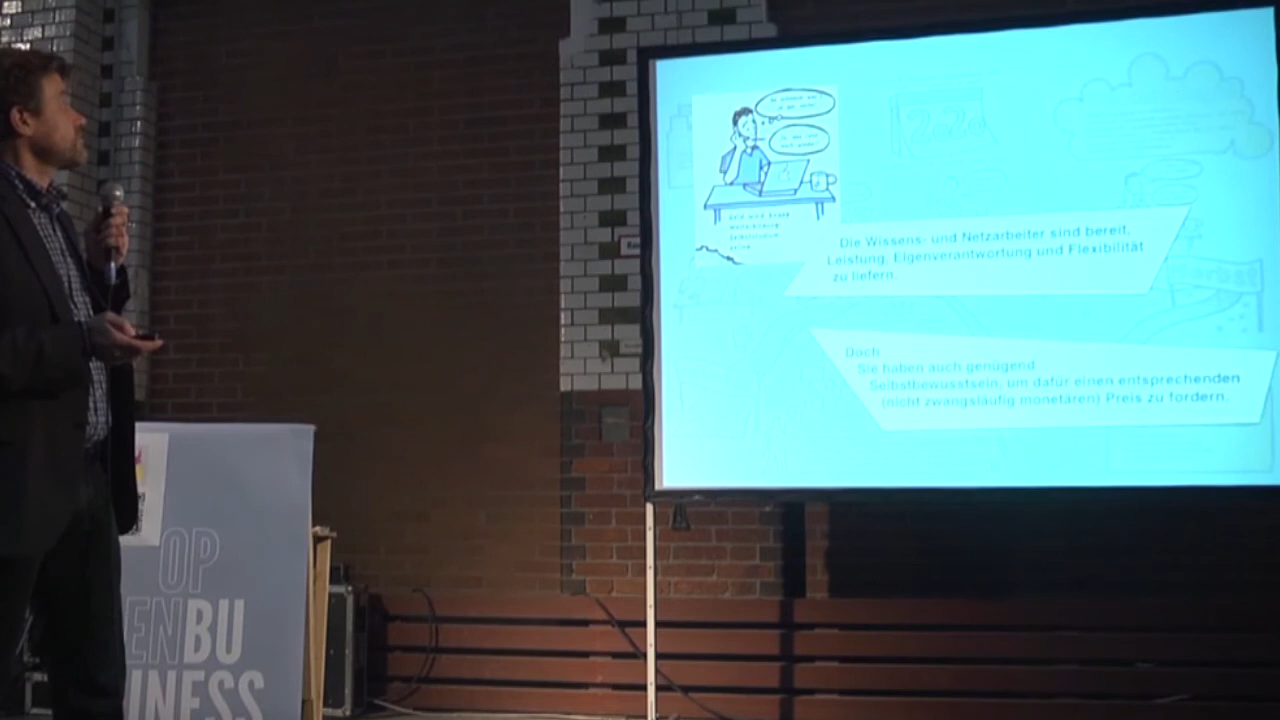 2020
Die Wissens- und Netzarbeiter sind bereit,
Leistung, Eigenverantwortung und Flexibilität
zu liefern.
Doch
Sie haben auch genügend
Selbstbewusstsein, um dafür einen entsprechenden
(nicht zwangsläufig monetären) Preis zu fordern.
OP
ENBU
INESS